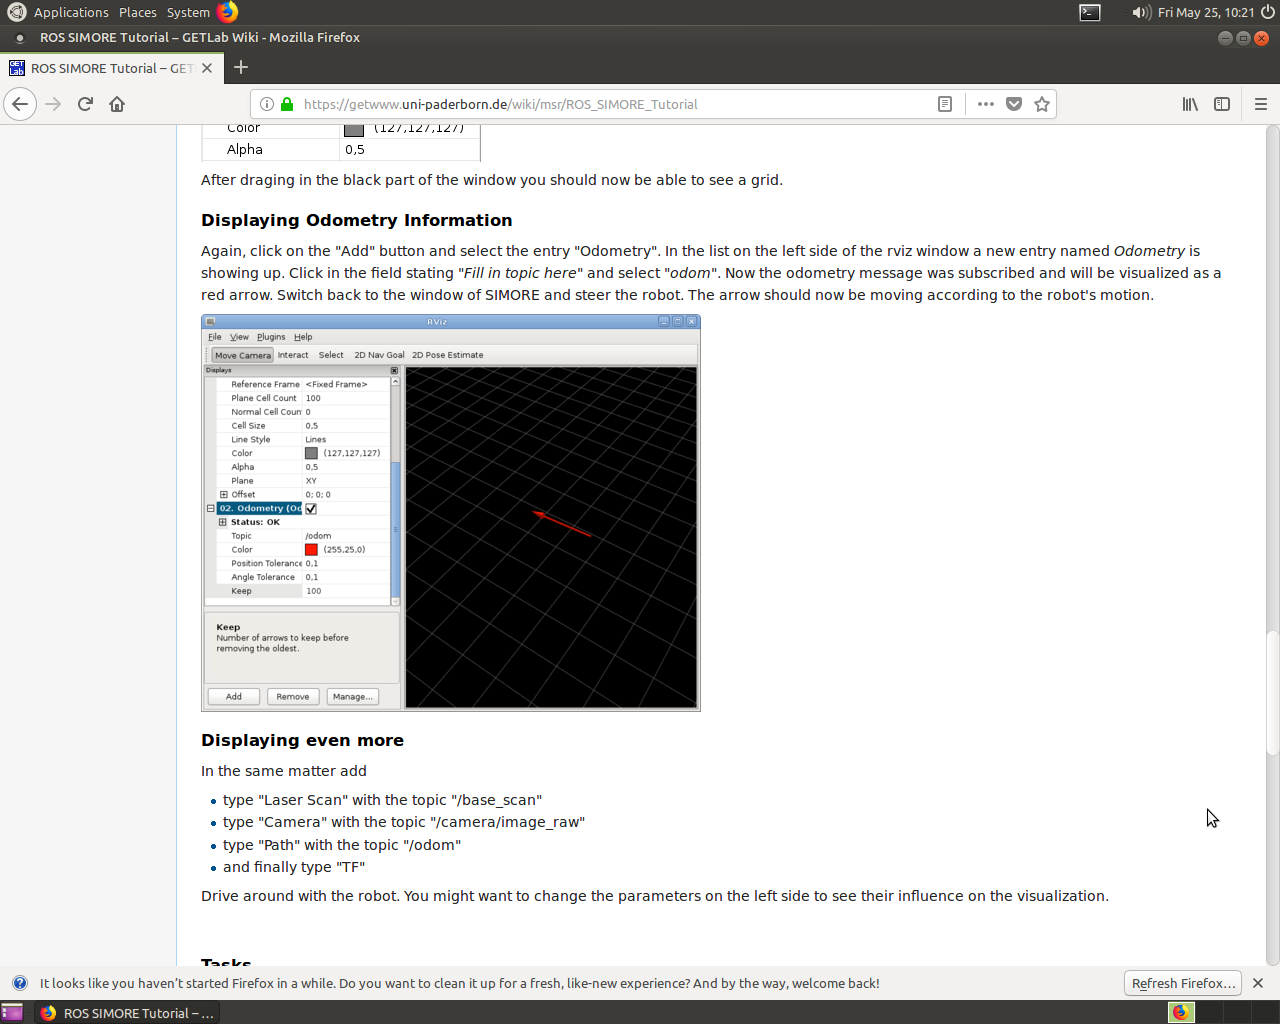 Applications Places System
Fri May 25, 10:21
ROS SIMORE Tutorial – GETLab Wiki - Mozilla Firefox
ROS SIMORE Tutorial – GET
https://getwww.uni-paderborn.de/wiki/msr/ROS_SIMORE_Tutorial
Color (127,127,127)
Alpha 0,5
After draging in the black part of the window you should now be able to see a grid.
Displaying Odometry Information
Again, click on the "Add" button and select the entry "Odometry". In the list on the left side of the rviz window a new entry named Odometry is
showing up. Click in the field stating "Fill in topic here" and select "odom". Now the odometry message was subscribed and will be visualized as a
red arrow. Switch back to the window of SIMORE and steer the robot. The arrow should now be moving according to the robot's motion.
RViz
File View Plugins Help
Move Camera Interact Select 2D Nav Goal 2D Pose Estimate
Displays
Reference Frame <Fixed Frame>
Plane Cell Count 100
Normal Cell Coun 0
Cell Size 0,5
Line Style Lines
Color (127,127,127)
Alpha 0,5
Plane XY
Offset 0; 0; 0
02. Odometry (Od
Status: OK
Topic /odom
Color (255,25,0)
Position Tolerance 0,1
Angle Tolerance 0,1
Keep 100
Keep
Number of arrows to keep before
removing the oldest.
Add Remove Manage...
Displaying even more
In the same matter add
type "Laser Scan" with the topic "/base_scan"
type "Camera" with the topic "/camera/image_raw"
type "Path" with the topic "/odom"
and finally type "TF"
Drive around with the robot. You might want to change the parameters on the left side to see their influence on the visualization.
Tasks
It looks like you haven't started Firefox in a while. Do you want to clean it up for a fresh, like-new experience? And by the way, welcome back!
Refresh Firefox...
ROS SIMORE Tutorial – ...